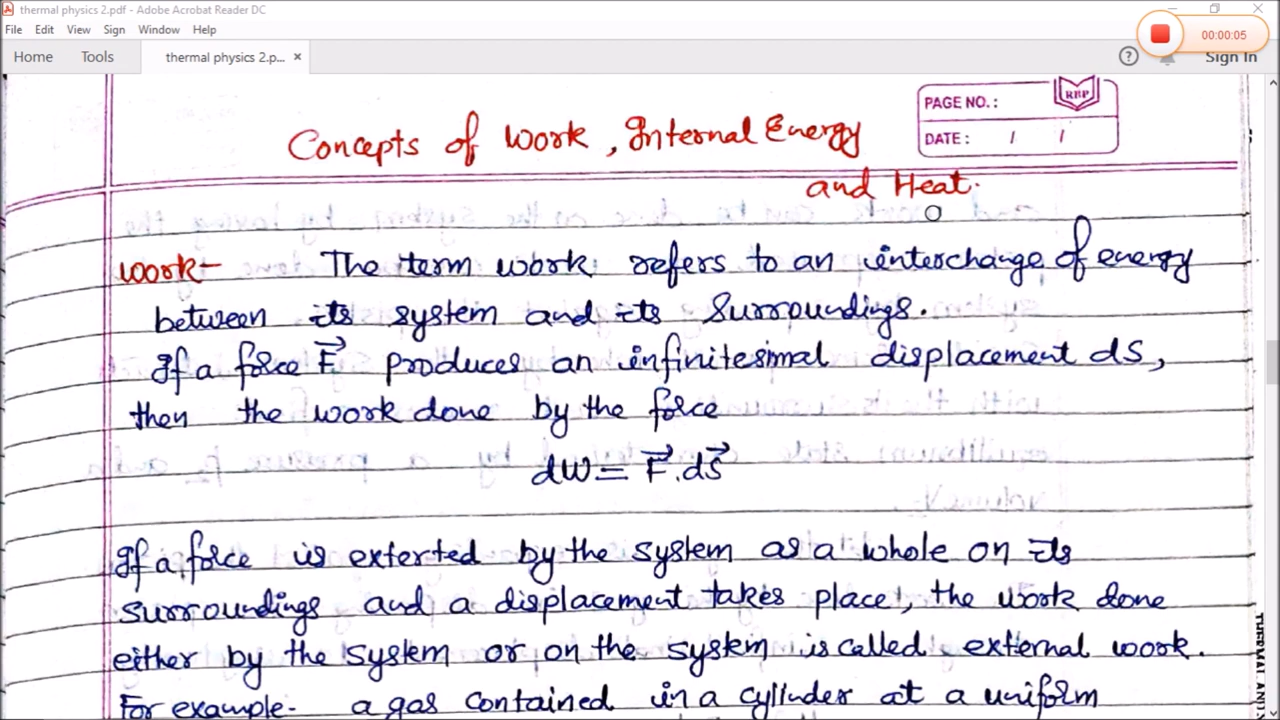 thermal physics 2.pdf - Adobe Acrobat Reader DC
File Edit View Sign Window Help
00:00:05
Home Tools thermal physics 2.p... × Sign In
PAGE NO.: RHP
DATE: / /
Concepts of work, Internal Energy
and Heat.
work- The term work refers to an interchange of energy
between its system and its surroundings.
If a force F⃗ produces an infinitesimal displacement dS,
then the work done by the force
dW = F⃗.dS⃗
If a force is exterted by the system as a whole on its
surroundings and a displacement takes place, the work done
either by the system or on the system is called external work.
For example- a gas contained in a cylinder at a uniform